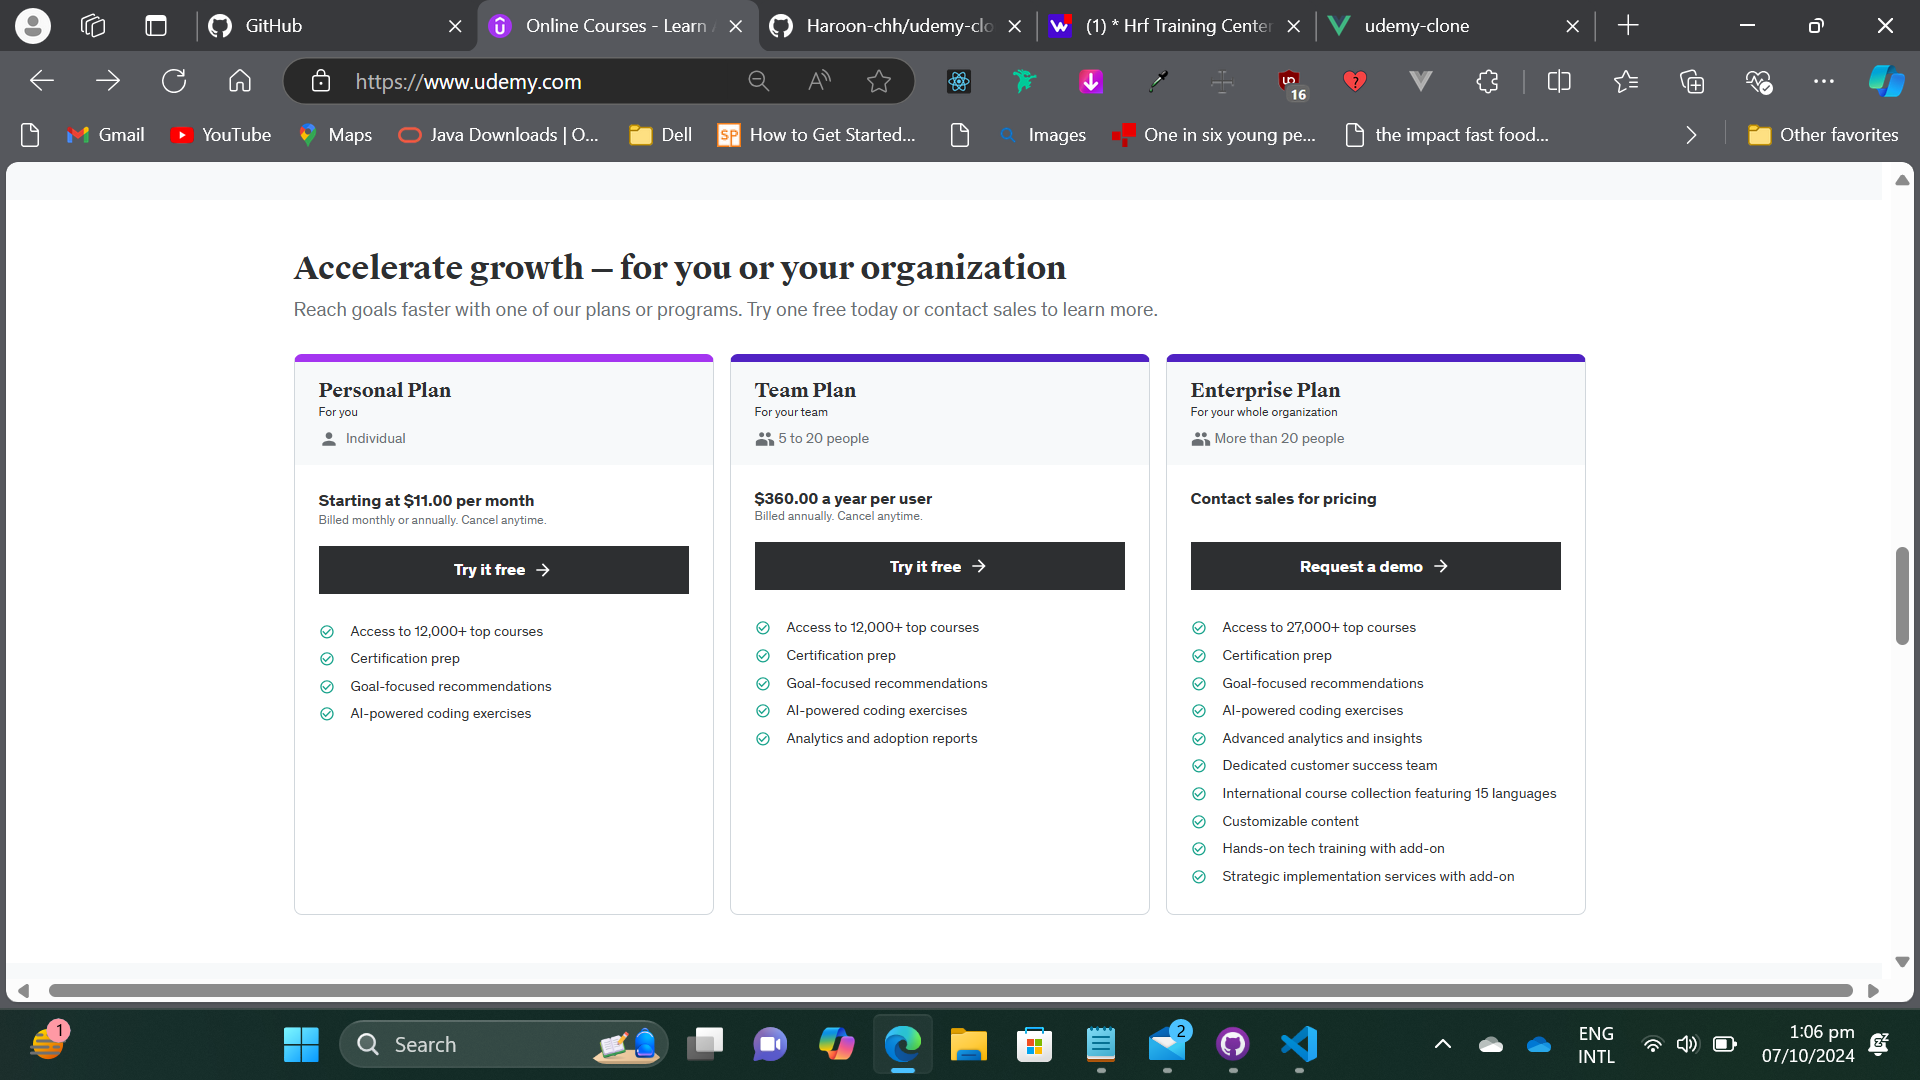 GitHub
Online Courses - Learn A
Haroon-chh/udemy-clo
(1) * Hrf Training Center
udemy-clone
https://www.udemy.com
16
Gmail
YouTube
Maps
Java Downloads | O...
Dell
How to Get Started...
Images
One in six young pe...
the impact fast food...
Other favorites
Accelerate growth — for you or your organization
Reach goals faster with one of our plans or programs. Try one free today or contact sales to learn more.
Personal Plan
For you
Individual
Starting at $11.00 per month
Billed monthly or annually. Cancel anytime.
Try it free →
Access to 12,000+ top courses
Certification prep
Goal-focused recommendations
AI-powered coding exercises
Team Plan
For your team
5 to 20 people
$360.00 a year per user
Billed annually. Cancel anytime.
Try it free →
Access to 12,000+ top courses
Certification prep
Goal-focused recommendations
AI-powered coding exercises
Analytics and adoption reports
Enterprise Plan
For your whole organization
More than 20 people
Contact sales for pricing
Request a demo →
Access to 27,000+ top courses
Certification prep
Goal-focused recommendations
AI-powered coding exercises
Advanced analytics and insights
Dedicated customer success team
International course collection featuring 15 languages
Customizable content
Hands-on tech training with add-on
Strategic implementation services with add-on
1
Search
2
ENG
INTL
1:06 pm
07/10/2024